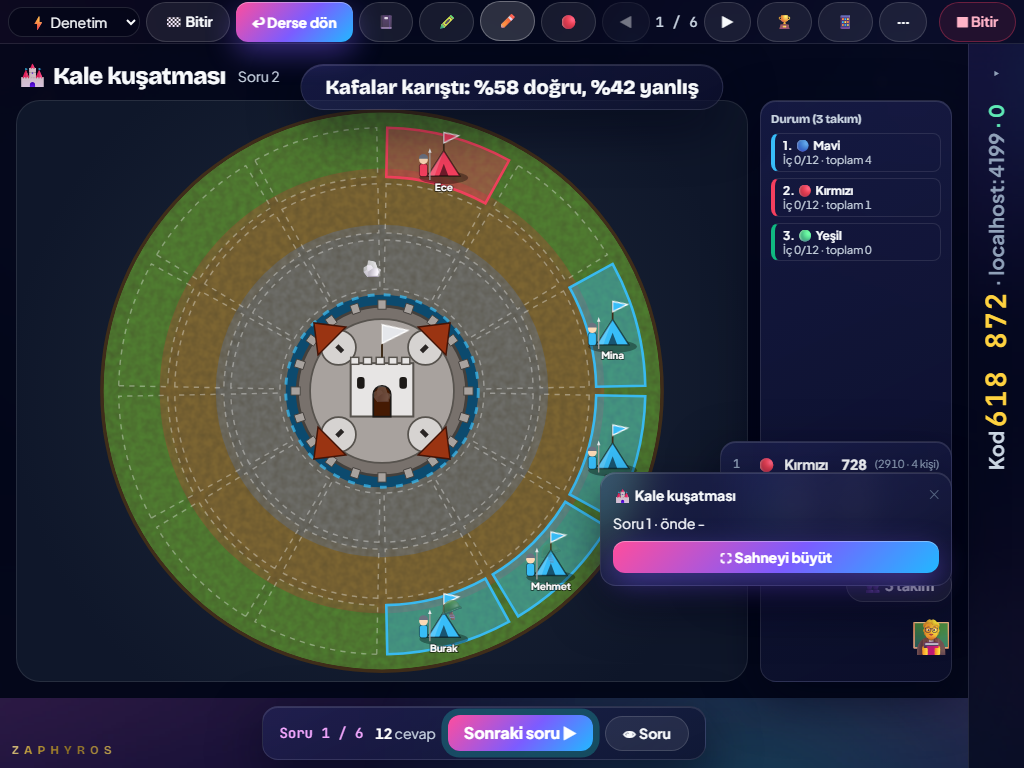 Denetim
Bitir
Derse dön
1 / 6
Bitir
Kale kuşatması Soru 2
Kafalar karıştı: %58 doğru, %42 yanlış
Ece
Mina
Mehmet
Burak
Durum (3 takım)
1. Mavi
İç 0/12 · toplam 4
2. Kırmızı
İç 0/12 · toplam 1
3. Yeşil
İç 0/12 · toplam 0
1 Kırmızı 728 (2910 · 4 kişi)
Kale kuşatması
Soru 1 · önde -
Sahneyi büyüt
3 takım
Kod 618 872 · localhost:4199 · 0
Soru 1 / 6 12 cevap
Sonraki soru
Soru
ZAPHYROS